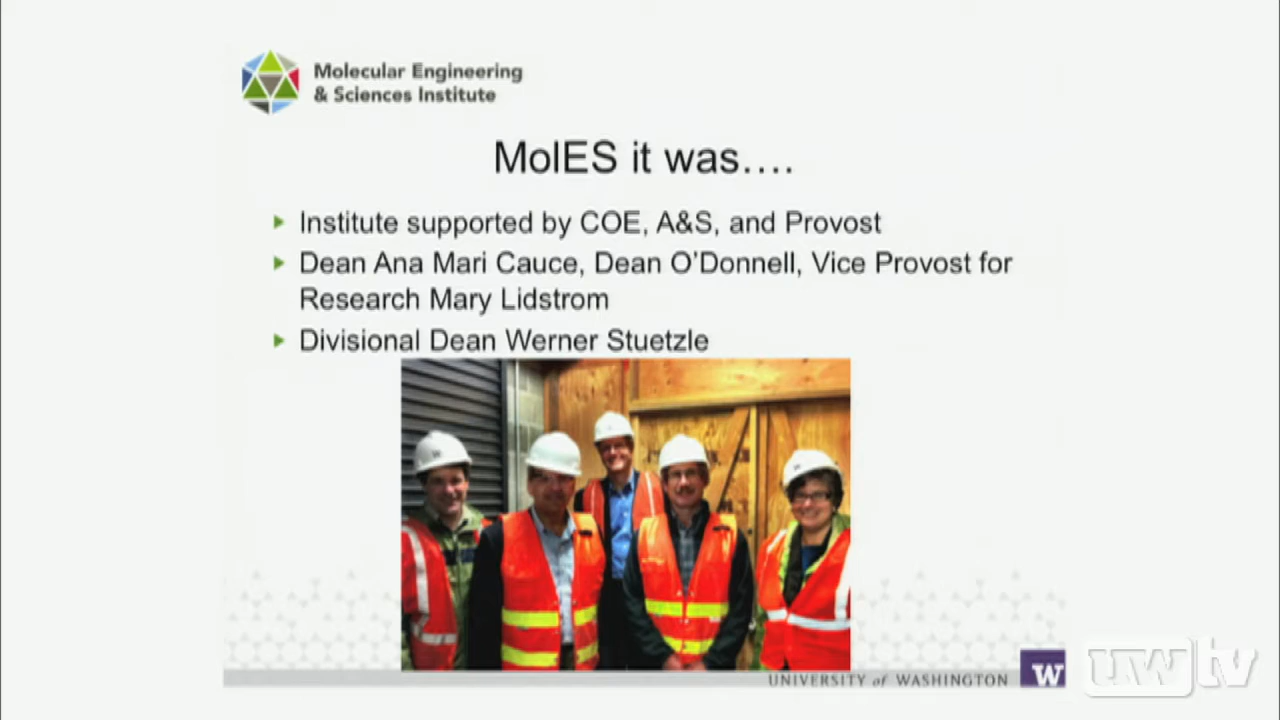 Molecular Engineering
& Sciences Institute
MolES it was….
Institute supported by COE, A&S, and Provost
Dean Ana Mari Cauce, Dean O'Donnell, Vice Provost for
Research Mary Lidstrom
Divisional Dean Werner Stuetzle
UNIVERSITY of WASHINGTON
W
uwtv